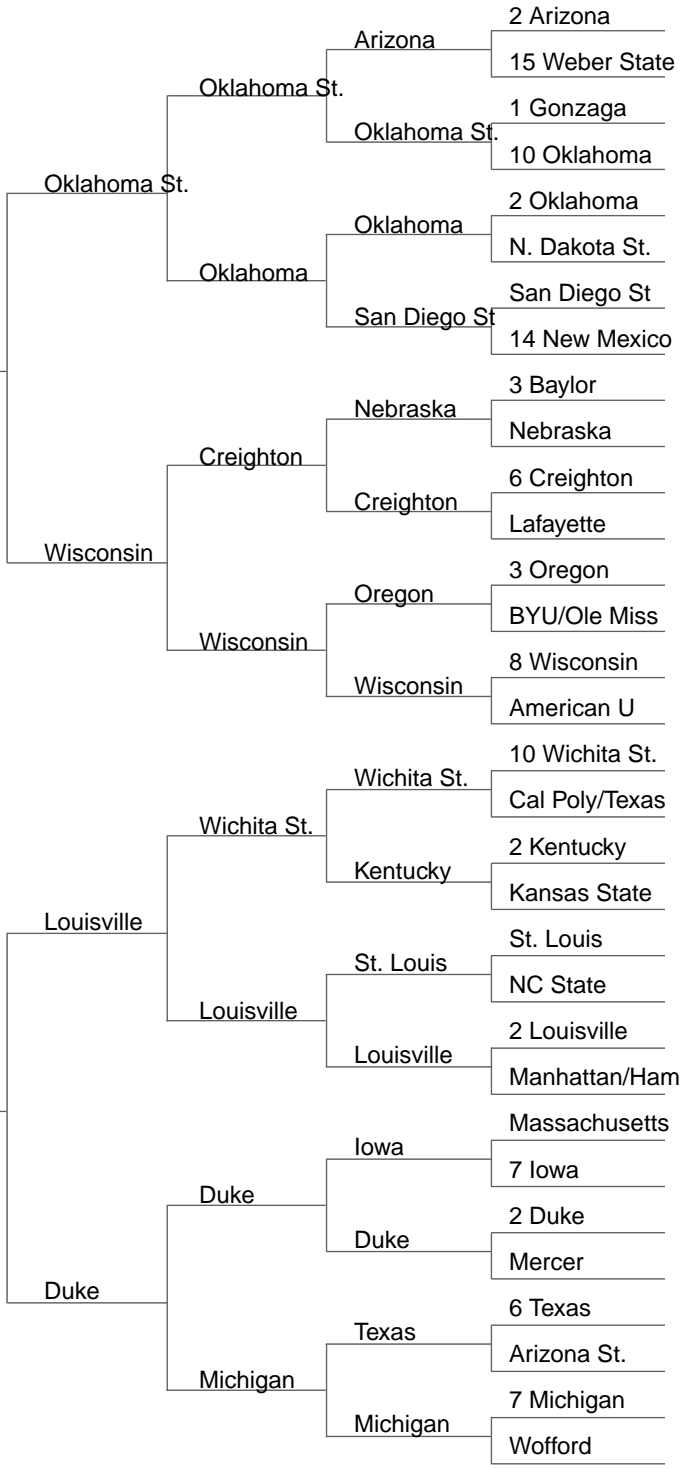 2 Arizona
Arizona
15 Weber State
Oklahoma St.
1 Gonzaga
Oklahoma St.
10 Oklahoma
Oklahoma St.
2 Oklahoma
Oklahoma
N. Dakota St.
Oklahoma
San Diego St
San Diego St
14 New Mexico
3 Baylor
Nebraska
Nebraska
Creighton
6 Creighton
Creighton
Lafayette
Wisconsin
3 Oregon
Oregon
BYU/Ole Miss
Wisconsin
8 Wisconsin
Wisconsin
American U
10 Wichita St.
Wichita St.
Cal Poly/Texas
Wichita St.
2 Kentucky
Kentucky
Kansas State
Louisville
St. Louis
St. Louis
NC State
Louisville
2 Louisville
Louisville
Manhattan/Ham
Massachusetts
Iowa
7 Iowa
Duke
2 Duke
Duke
Mercer
Duke
6 Texas
Texas
Arizona St.
Michigan
7 Michigan
Michigan
Wofford